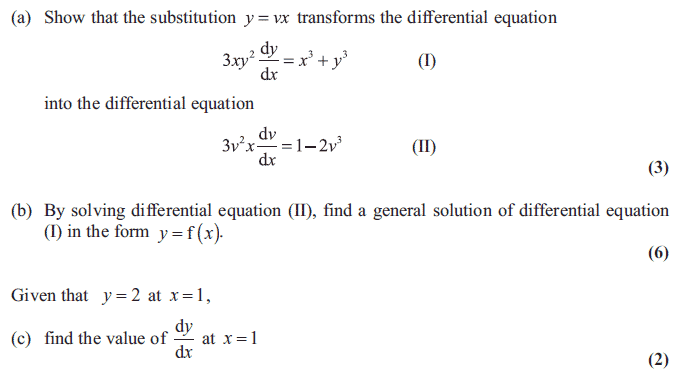 (a) Show that the substitution y = vx transforms the differential equation
3xy² dy/dx = x³ + y³ (I)
into the differential equation
3v²x dv/dx = 1 − 2v³ (II)
(3)
(b) By solving differential equation (II), find a general solution of differential equation
(I) in the form y = f(x).
(6)
Given that y = 2 at x = 1,
(c) find the value of dy/dx at x = 1
(2)